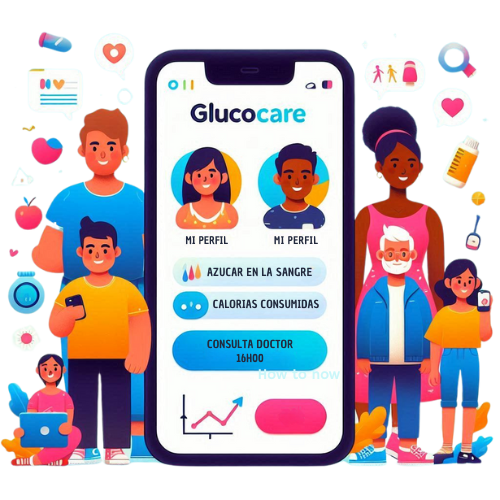 Glucocare
MI PERFIL MI PERFIL
AZUCAR EN LA SANGRE
CALORIAS CONSUMIDAS
CONSULTA DOCTOR
16H00
How to now